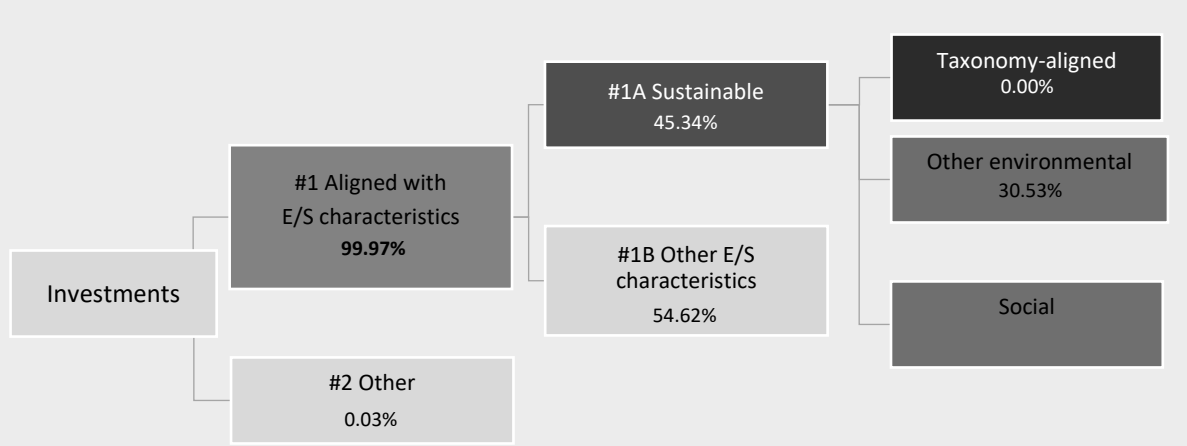 Investments
#1 Aligned with
E/S characteristics
99.97%
#2 Other
0.03%
#1A Sustainable
45.34%
#1B Other E/S
characteristics
54.62%
Taxonomy-aligned
0.00%
Other environmental
30.53%
Social